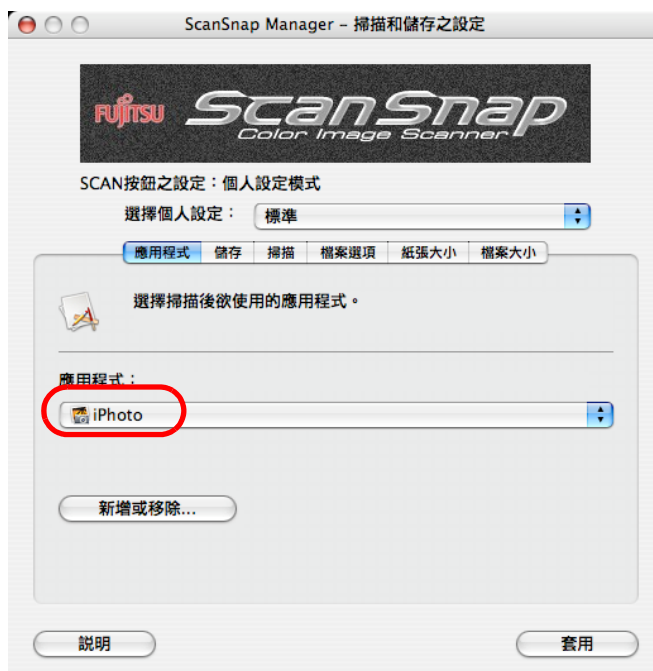 ScanSnap Manager – 掃描和儲存之設定
FUJITSU ScanSnap
Color Image Scanner
SCAN按鈕之設定：個人設定模式
選擇個人設定： 標準
應用程式 儲存 掃描 檔案選項 紙張大小 檔案大小
選擇掃描後欲使用的應用程式。
應用程式：
iPhoto
新增或移除...
説明 套用